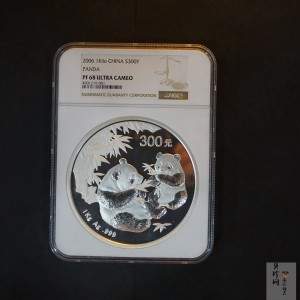 2006 1Kilo CHINA S300Y
PANDA
PF 68 ULTRA CAMEO
NGC
NUMISMATIC GUARANTY CORPORATION
300元
1Kg Ag .999